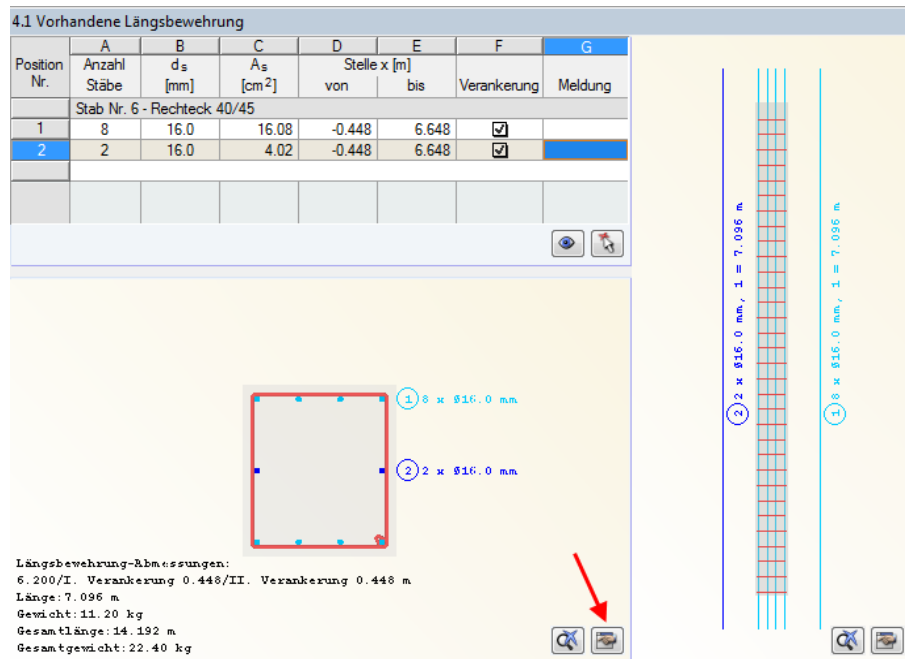 4.1 Vorhandene Längsbewehrung
A B C D E F G
Position Anzahl d s A s Stelle x [m]
Nr. Stäbe [mm] [cm²] von bis Verankerung Meldung
Stab Nr. 6 - Rechteck 40/45
1 8 16.0 16.08 -0.448 6.648
2 2 16.0 4.02 -0.448 6.648
1 8 x Ø16.0 mm
2 2 x Ø16.0 mm
Längsbewehrung-Abmessungen:
6.200/I. Verankerung 0.448/II. Verankerung 0.448 m
Länge:7.096 m
Gewicht:11.20 kg
Gesamtlänge:14.192 m
Gesamtgewicht:22.40 kg
2 2 x Ø16.0 mm, l = 7.096 m
1 8 x Ø16.0 mm, l = 7.096 m